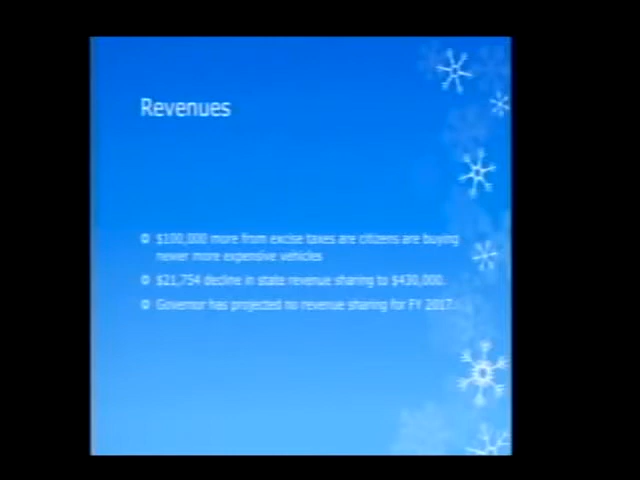 Revenues
$100,000 more from excise taxes are citizens are buying
newer more expensive vehicles
$21,754 decline in state revenue sharing to $430,000.
Governor has projected no revenue sharing for FY 2017.